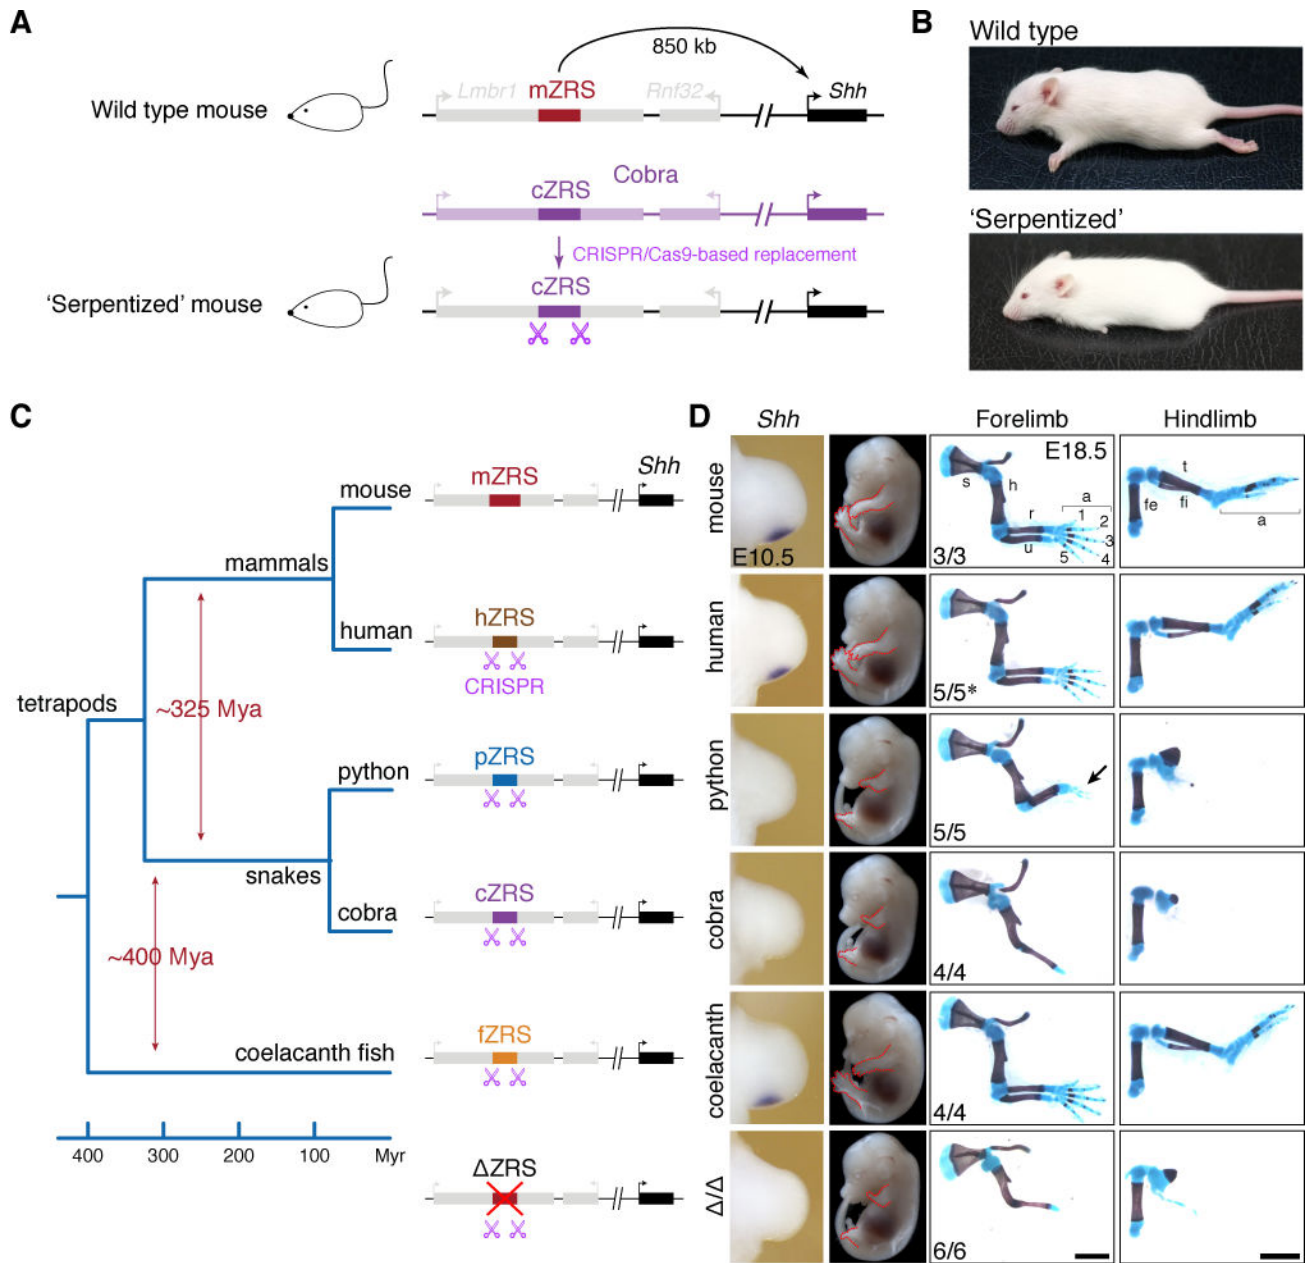 A
B
Wild type
850 kb
Lmbr1
mZRS
Rnf32
Shh
Wild type mouse
Cobra
cZRS
'Serpentized'
CRISPR/Cas9-based replacement
cZRS
'Serpentized' mouse
C
D
Shh
Forelimb
Hindlimb
mouse
mZRS
Shh
mouse
E10.5
E18.5
s
h
r
u
a
1
2
3
4
5
3/3
t
fe
fi
a
mammals
human
hZRS
CRISPR
human
5/5*
tetrapods
~325 Mya
python
pZRS
python
5/5
snakes
cobra
cZRS
cobra
4/4
~400 Mya
coelacanth fish
fZRS
coelacanth
4/4
400
300
200
100
Myr
ΔZRS
Δ/Δ
6/6